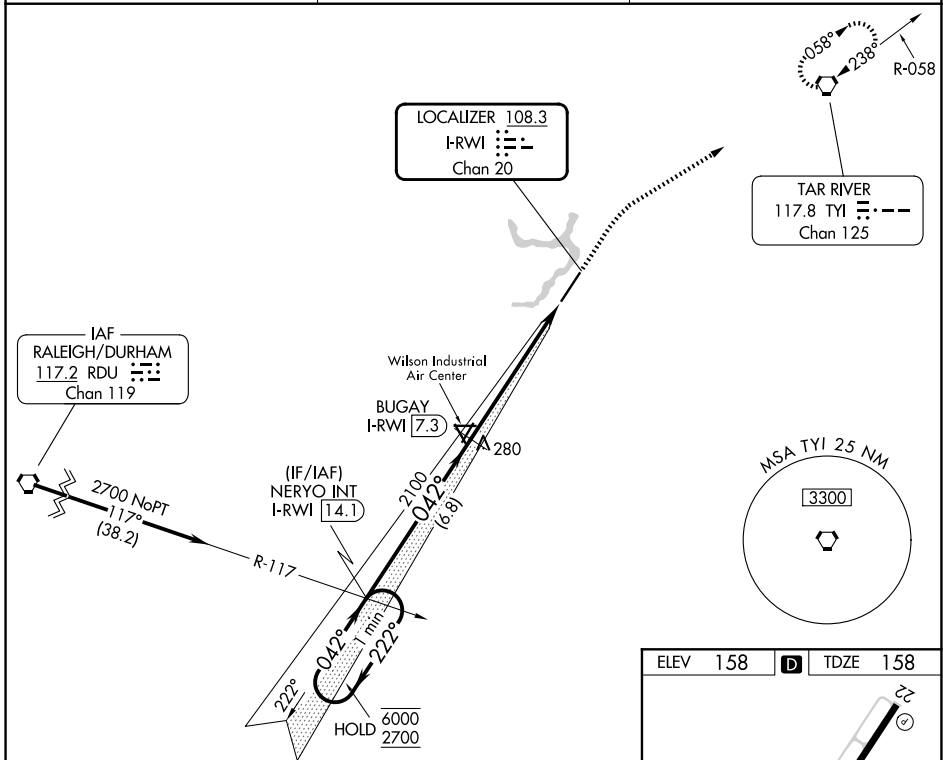 058°
238°
R-058
LOCALIZER 108.3
I-RWI
Chan 20
TAR RIVER
117.8 TYI
Chan 125
IAF
RALEIGH/DURHAM
117.2 RDU
Chan 119
Wilson Industrial
Air Center
BUGAY
I-RWI 7.3
280
(IF/IAF)
NERYO INT
I-RWI 14.1
2700 NoPT
117°
(38.2)
R-117
2100
042°
(6.8)
MSA TYI 25 NM
3300
042°
1 min
222°
222°
HOLD 6000
2700
ELEV 158 D TDZE 158
22
P